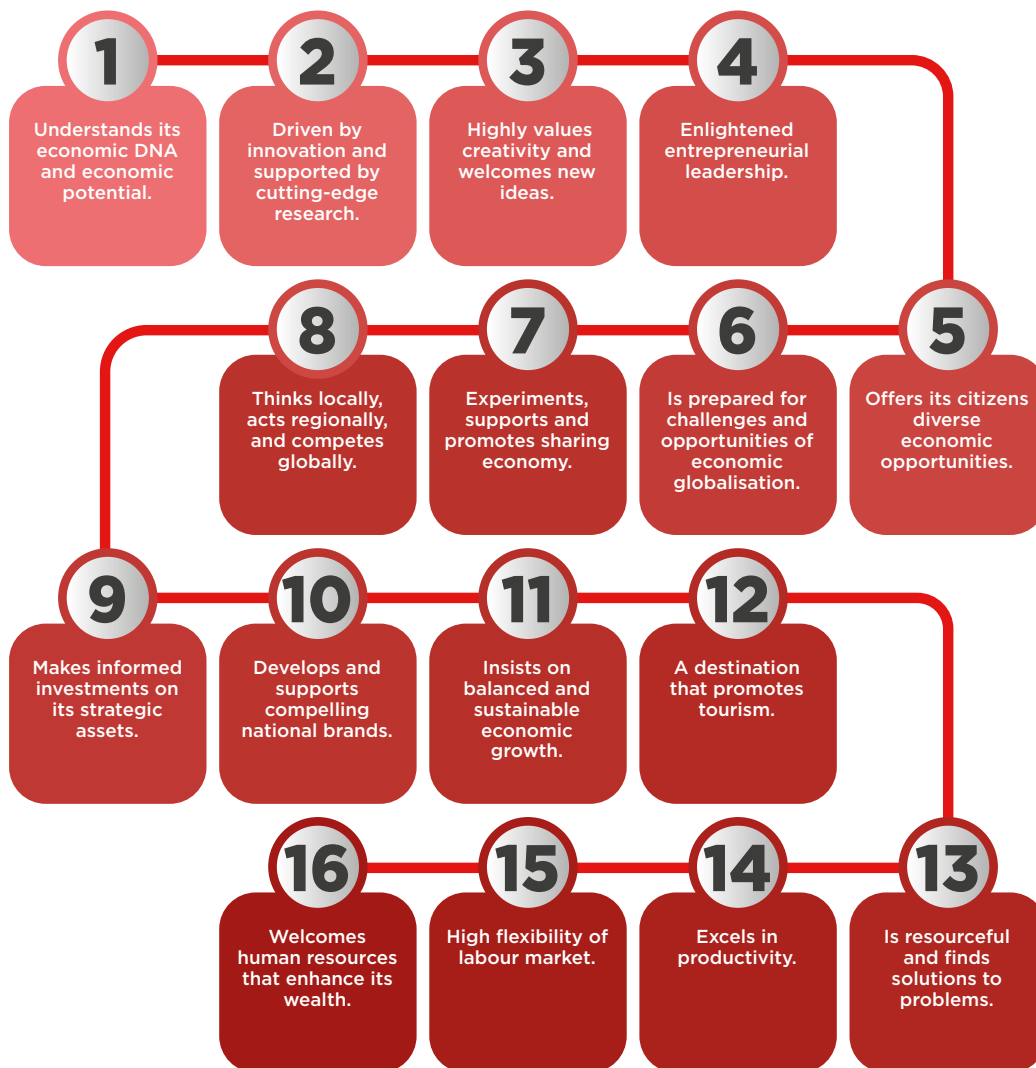 1
Understands its
economic DNA
and economic
potential.
2
Driven by
innovation and
supported by
cutting-edge
research.
3
Highly values
creativity and
welcomes new
ideas.
4
Enlightened
entrepreneurial
leadership.
5
Offers its citizens
diverse
economic
opportunities.
6
Is prepared for
challenges and
opportunities of
economic
globalisation.
7
Experiments,
supports and
promotes sharing
economy.
8
Thinks locally,
acts regionally,
and competes
globally.
9
Makes informed
investments on
its strategic
assets.
10
Develops and
supports
compelling
national brands.
11
Insists on
balanced and
sustainable
economic
growth.
12
A destination
that promotes
tourism.
13
Is resourceful
and finds
solutions to
problems.
14
Excels in
productivity.
15
High flexibility of
labour market.
16
Welcomes
human resources
that enhance its
wealth.